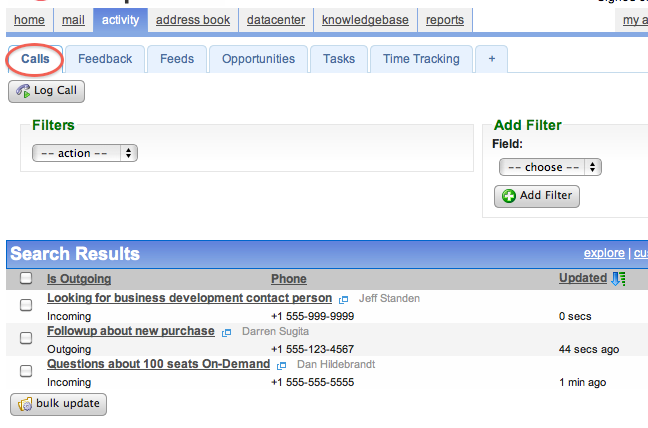 home mail activity address book datacenter knowledgebase reports my a
Calls Feedback Feeds Opportunities Tasks Time Tracking +
Log Call
Filters
-- action --
Add Filter
Field:
-- choose --
Add Filter
Search Results explore | cu
Is Outgoing Phone Updated
Looking for business development contact person Jeff Standen
Incoming +1 555-999-9999 0 secs
Followup about new purchase Darren Sugita
Outgoing +1 555-123-4567 44 secs ago
Questions about 100 seats On-Demand Dan Hildebrandt
Incoming +1 555-555-5555 1 min ago
bulk update